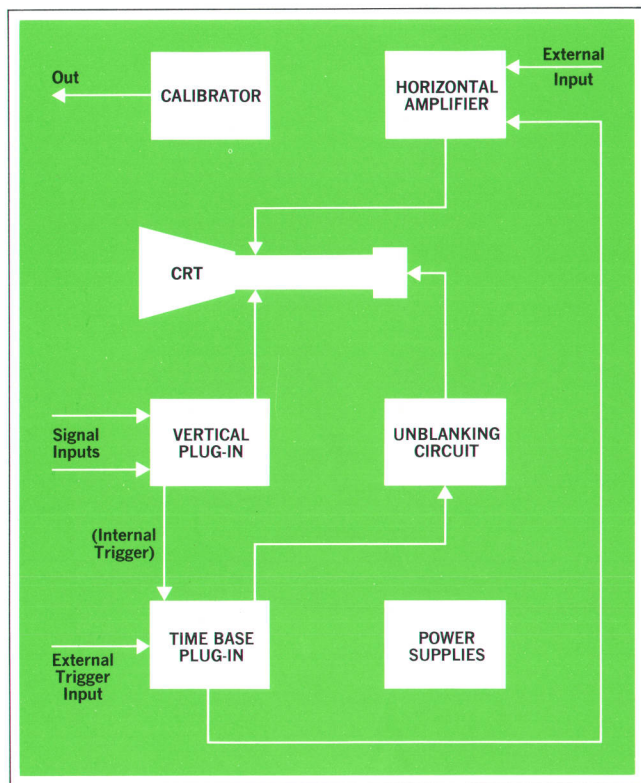 Out
CALIBRATOR
HORIZONTAL
AMPLIFIER
External
Input
CRT
Signal
Inputs
VERTICAL
PLUG-IN
UNBLANKING
CIRCUIT
(Internal
Trigger)
External
Trigger
Input
TIME BASE
PLUG-IN
POWER
SUPPLIES